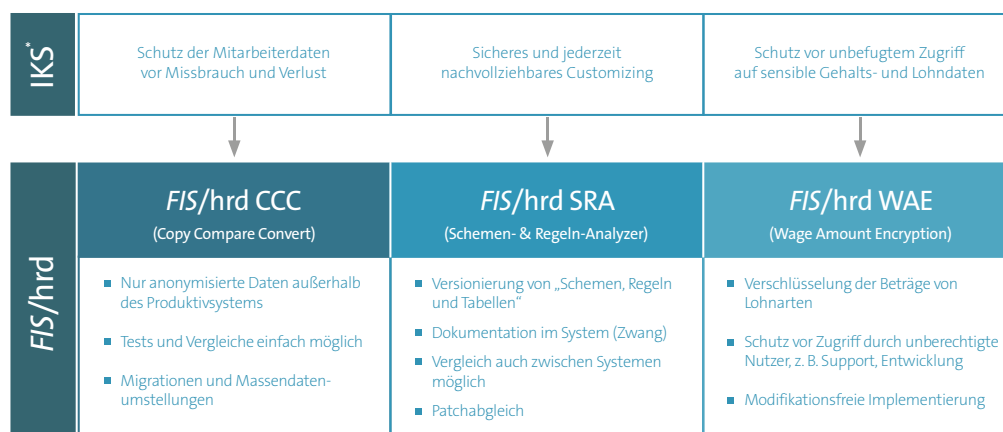 IKS*
Schutz der Mitarbeiterdaten
vor Missbrauch und Verlust
Sicheres und jederzeit
nachvollziehbares Customizing
Schutz vor unbefugtem Zugriff
auf sensible Gehalts- und Lohndaten
FIS/hrd
FIS/hrd CCC
(Copy Compare Convert)
Nur anonymisierte Daten außerhalb
des Produktivsystems
Tests und Vergleiche einfach möglich
Migrationen und Massendaten-
umstellungen
FIS/hrd SRA
(Schemen- & Regeln-Analyzer)
Versionierung von „Schemen, Regeln
und Tabellen“
Dokumentation im System (Zwang)
Vergleich auch zwischen Systemen
möglich
Patchabgleich
FIS/hrd WAE
(Wage Amount Encryption)
Verschlüsselung der Beträge von
Lohnarten
Schutz vor Zugriff durch unberechtigte
Nutzer, z. B. Support, Entwicklung
Modifikationsfreie Implementierung